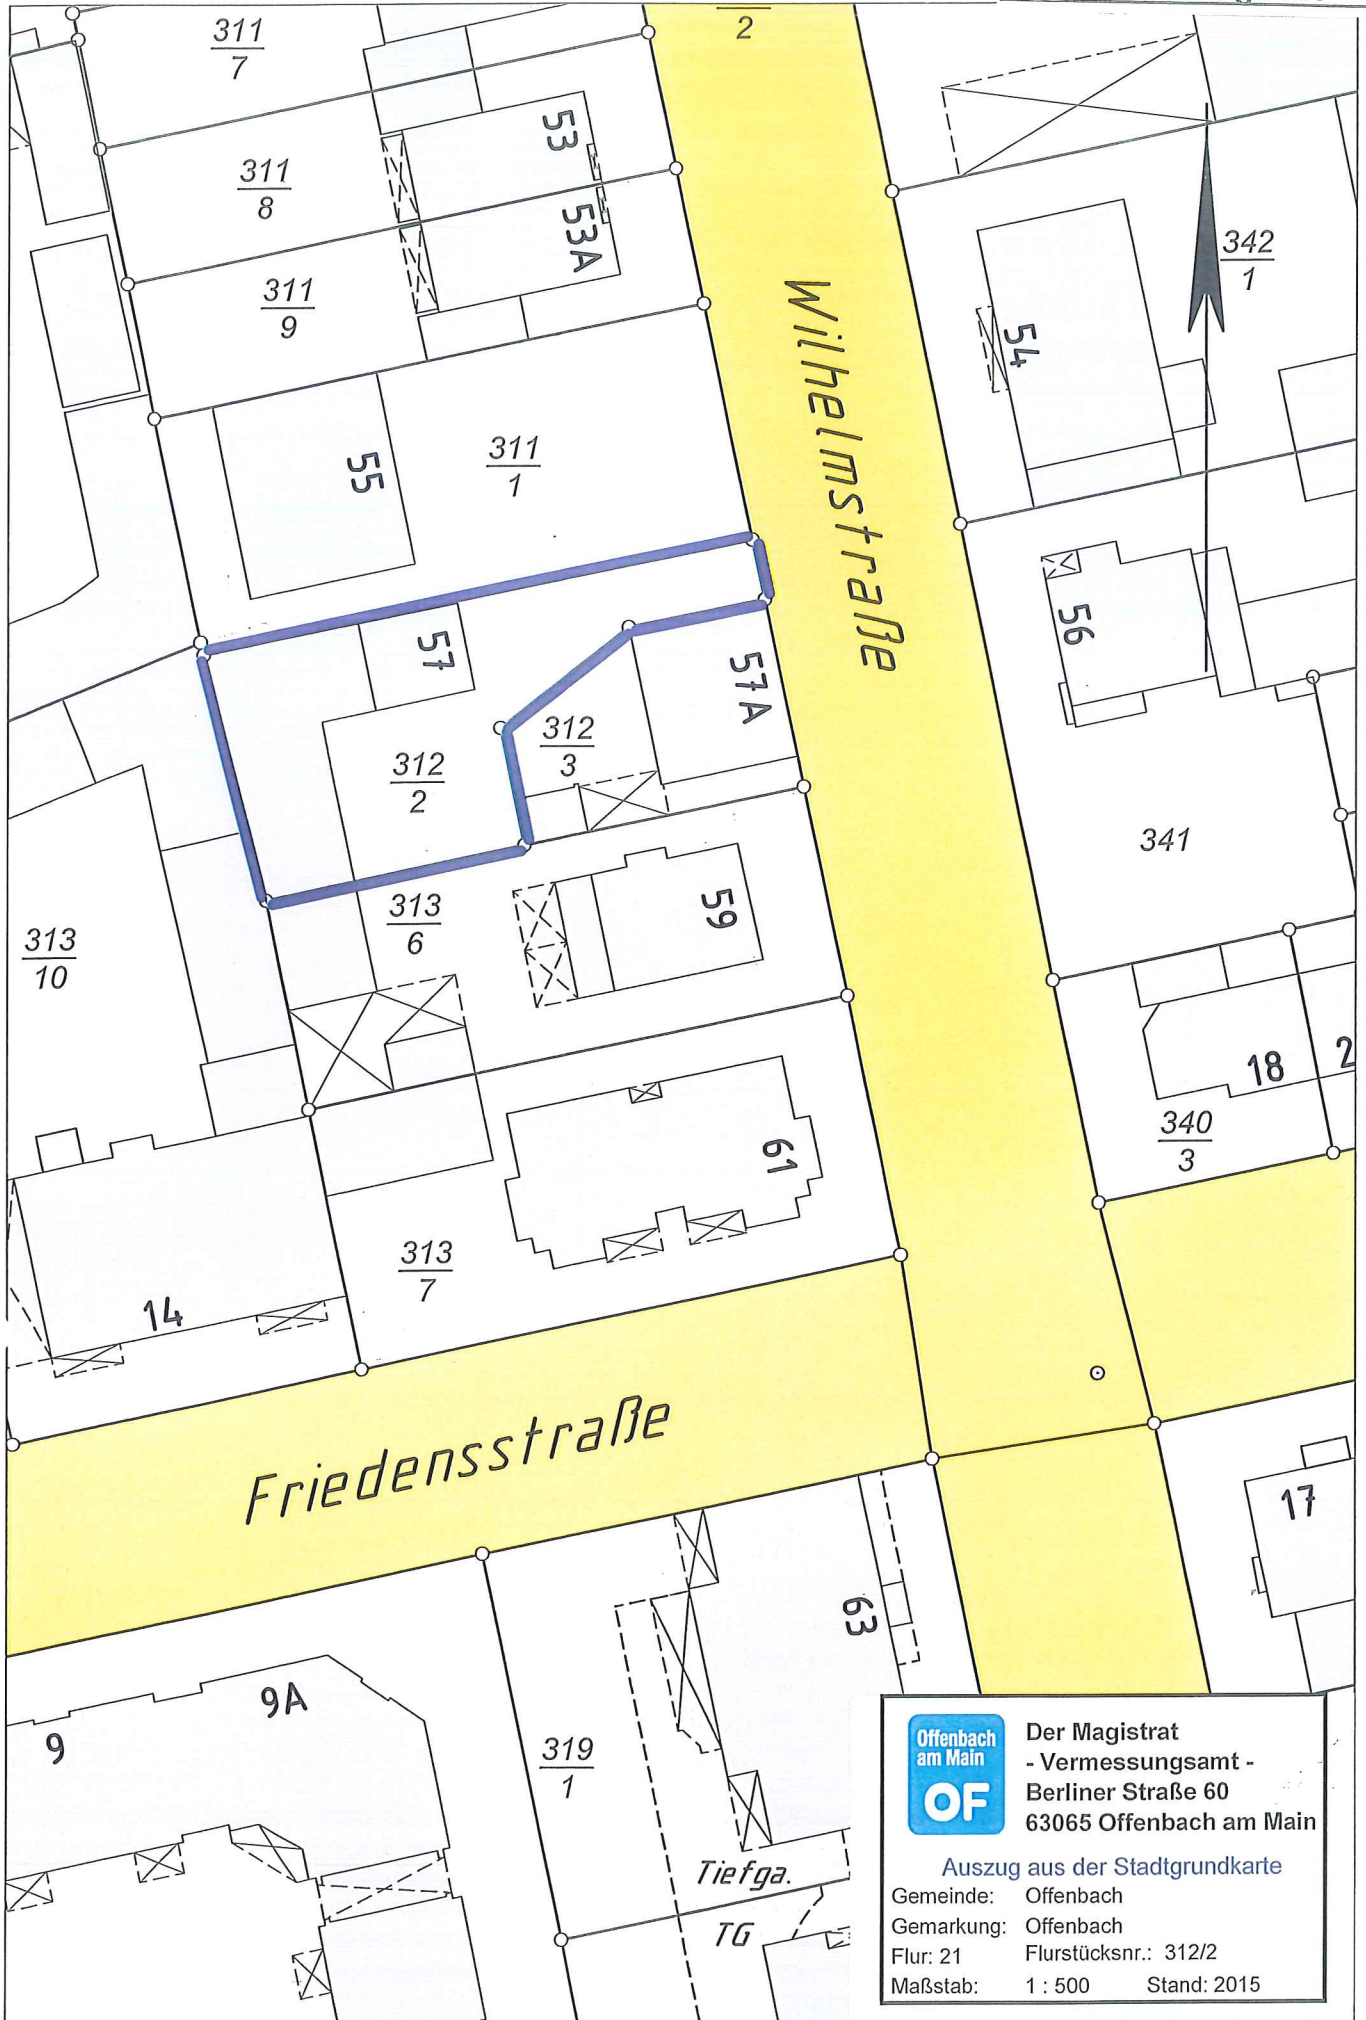 2
311
7
53
311
8
53A
342
1
311
9
Wilhelmstraße
54
55
311
1
56
57
57A
312
3
312
2
341
59
313
6
313
10
18
2
340
3
61
313
7
14
Friedensstraße
17
63
9A
9
319
1
Tiefga.
TG
Offenbach
am Main
OF
Der Magistrat
- Vermessungsamt -
Berliner Straße 60
63065 Offenbach am Main
Auszug aus der Stadtgrundkarte
Gemeinde: Offenbach
Gemarkung: Offenbach
Flur: 21 Flurstücksnr.: 312/2
Maßstab: 1 : 500 Stand: 2015